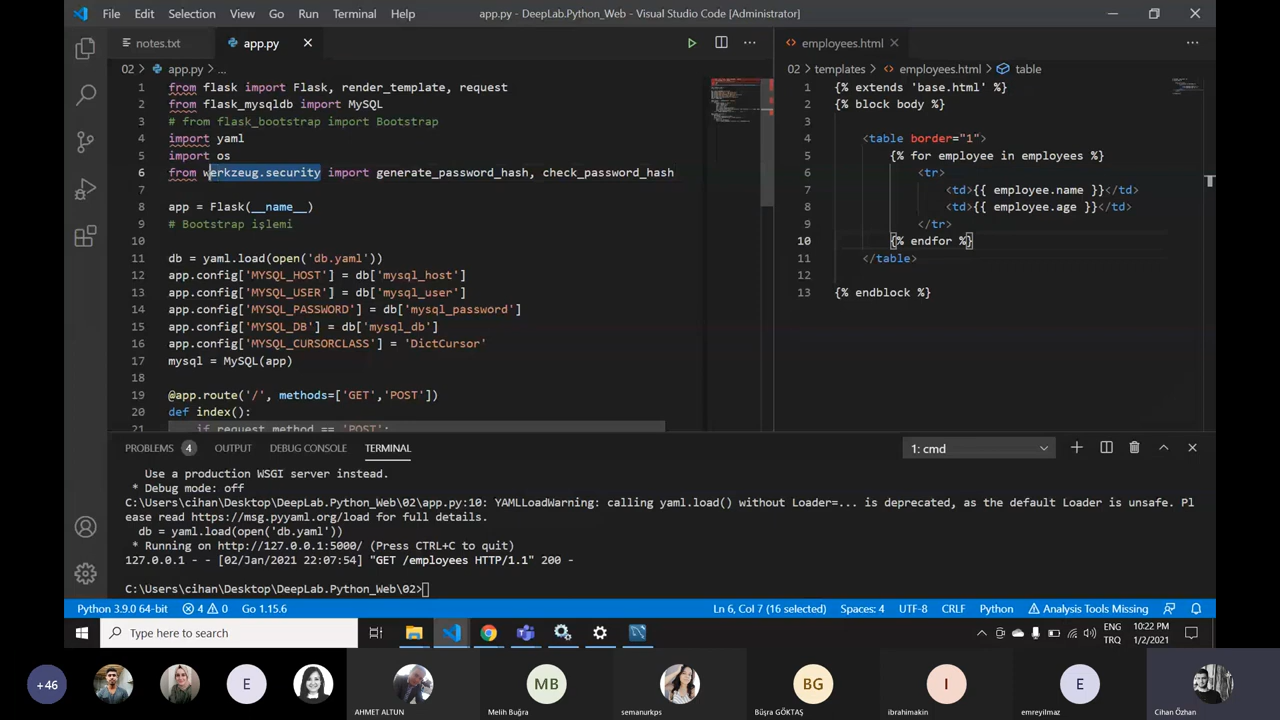 File Edit Selection View Go Run Terminal Help app.py - DeepLab.Python_Web - Visual Studio Code [Administrator]
notes.txt app.py
02 > app.py > ...
1 from flask import Flask, render_template, request
2 from flask_mysqldb import MySQL
3 # from flask_bootstrap import Bootstrap
4 import yaml
5 import os
6 from werkzeug.security import generate_password_hash, check_password_hash
7
8 app = Flask(__name__)
9 # Bootstrap işlemi
10
11 db = yaml.load(open('db.yaml'))
12 app.config['MYSQL_HOST'] = db['mysql_host']
13 app.config['MYSQL_USER'] = db['mysql_user']
14 app.config['MYSQL_PASSWORD'] = db['mysql_password']
15 app.config['MYSQL_DB'] = db['mysql_db']
16 app.config['MYSQL_CURSORCLASS'] = 'DictCursor'
17 mysql = MySQL(app)
18
19 @app.route('/', methods=['GET','POST'])
20 def index():
21 if request.method == 'POST':
employees.html
02 > templates > employees.html > table
1 {% extends 'base.html' %}
2 {% block body %}
3
4 <table border="1">
5 {% for employee in employees %}
6 <tr>
7 <td>{{ employee.name }}</td>
8 <td>{{ employee.age }}</td>
9 </tr>
10 {% endfor %}
11 </table>
12
13 {% endblock %}
PROBLEMS 4 OUTPUT DEBUG CONSOLE TERMINAL 1: cmd
Use a production WSGI server instead.
* Debug mode: off
C:\Users\cihan\Desktop\DeepLab.Python_Web\02\app.py:10: YAMLLoadWarning: calling yaml.load() without Loader=... is deprecated, as the default Loader is unsafe. Pl
ease read https://msg.pyyaml.org/load for full details.
db = yaml.load(open('db.yaml'))
* Running on http://127.0.0.1:5000/ (Press CTRL+C to quit)
127.0.0.1 - - [02/Jan/2021 22:07:54] "GET /employees HTTP/1.1" 200 -
C:\Users\cihan\Desktop\DeepLab.Python_Web\02>
Python 3.9.0 64-bit 4 0 Go 1.15.6 Ln 6, Col 7 (16 selected) Spaces: 4 UTF-8 CRLF Python Analysis Tools Missing
Type here to search ENG TRQ 10:22 PM 1/2/2021
+46 E MB BG I E
AHMET ALTUN Melih Buğra semanurkps Büşra GÖKTAŞ ibrahimakin emreyilmaz Cihan Özhan